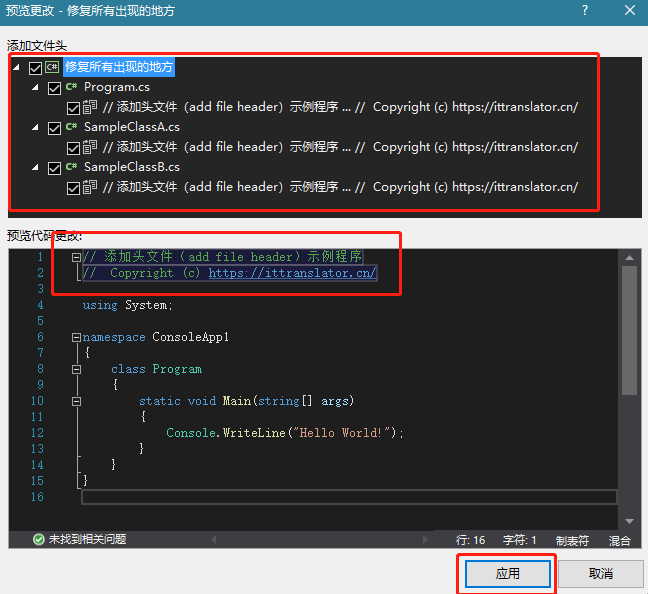 预览更改 - 修复所有出现的地方
添加文件头
C# 修复所有出现的地方
C# Program.cs
// 添加头文件（add file header）示例程序 ... //  Copyright (c) https://ittranslator.cn/
C# SampleClassA.cs
// 添加头文件（add file header）示例程序 ... //  Copyright (c) https://ittranslator.cn/
C# SampleClassB.cs
// 添加头文件（add file header）示例程序 ... //  Copyright (c) https://ittranslator.cn/
预览代码更改:
1 // 添加头文件（add file header）示例程序
2 //  Copyright (c) https://ittranslator.cn/
3
4 using System;
5
6 namespace ConsoleApp1
7 {
8 class Program
9 {
10 static void Main(string[] args)
11 {
12 Console.WriteLine("Hello World!");
13 }
14 }
15 }
16
未找到相关问题 行: 16 字符: 1 制表符 混合
应用 取消